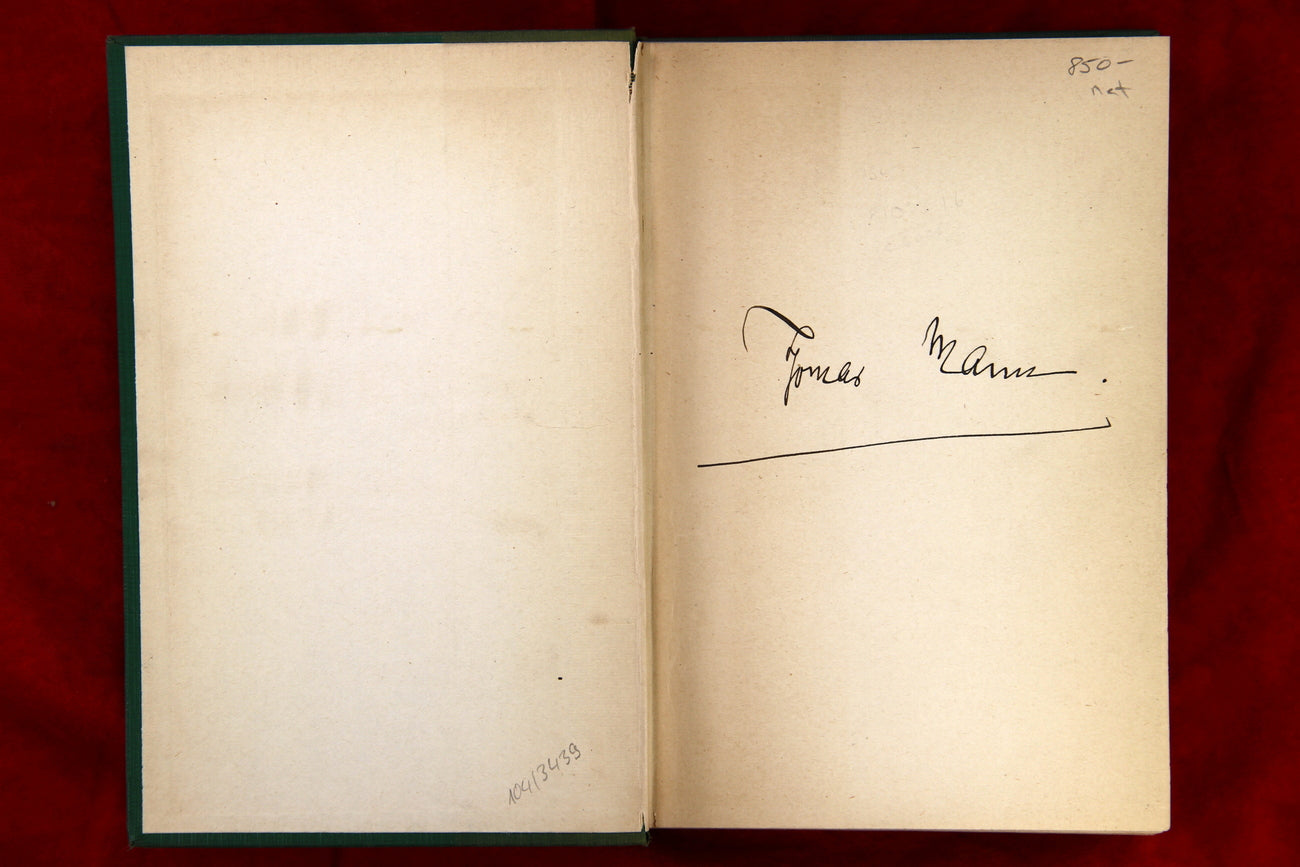 104/3439
850-
net
Thomas Mann.